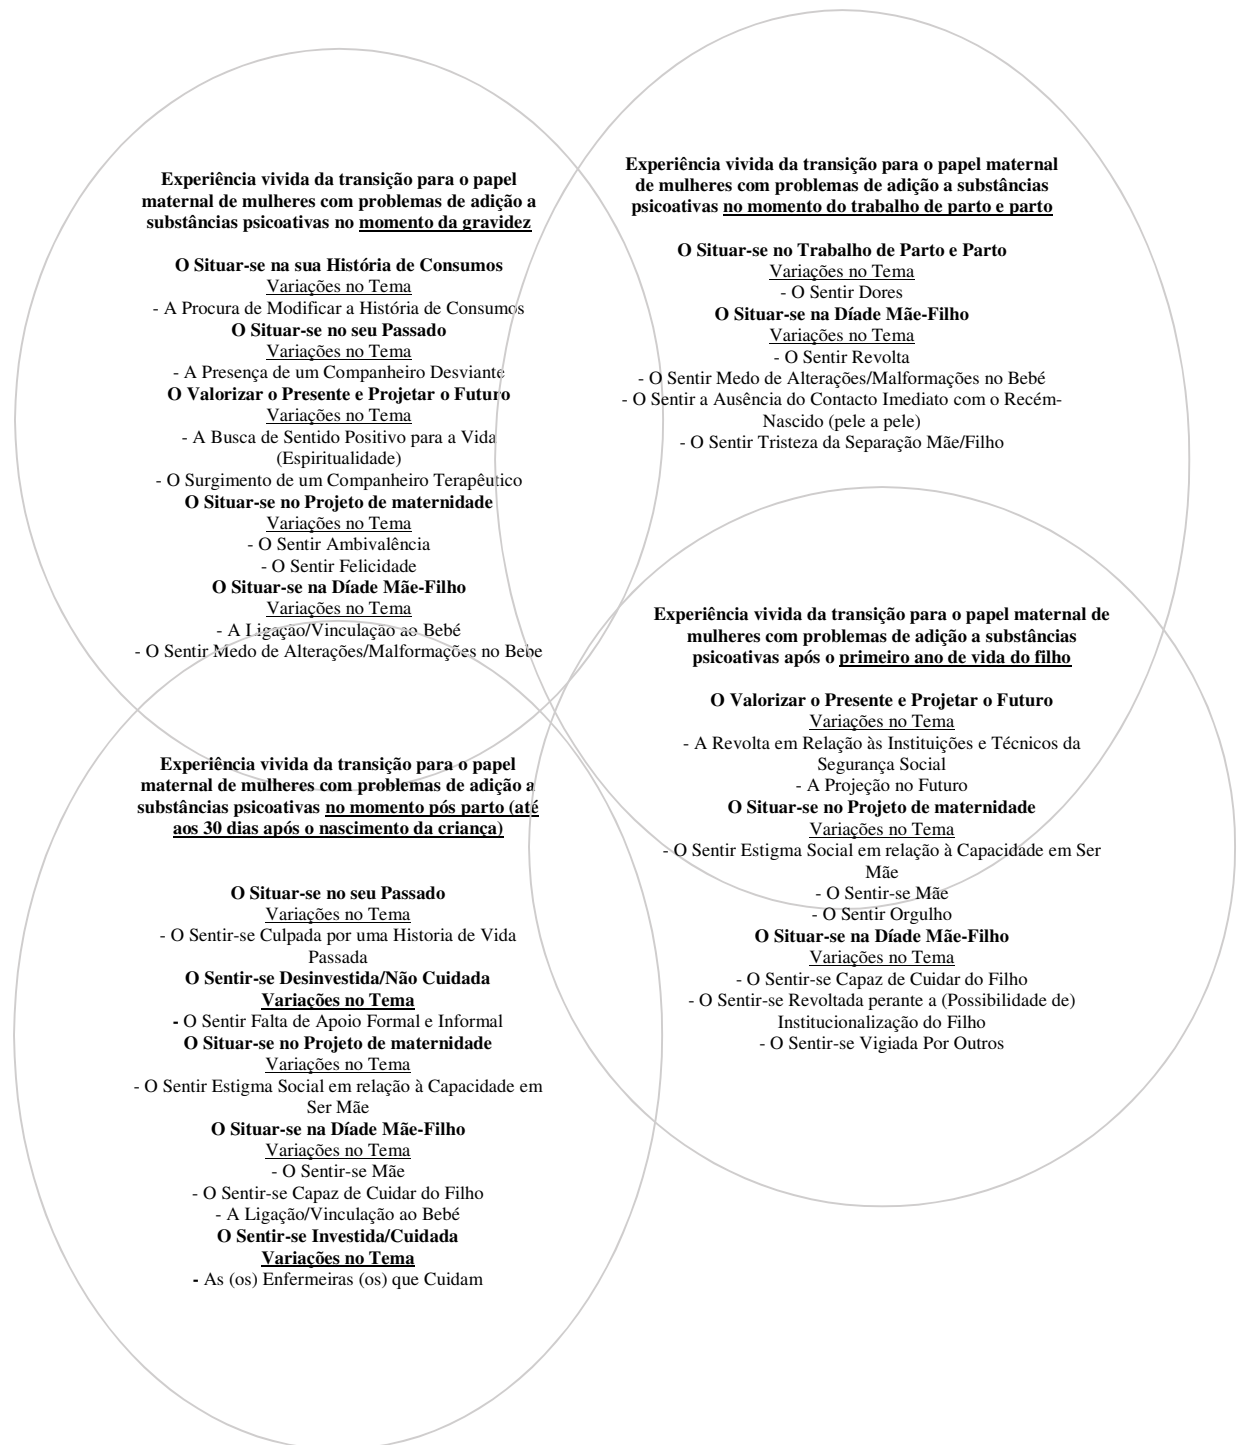 Experiência vivida da transição para o papel
maternal de mulheres com problemas de adição a
substâncias psicoativas no momento da gravidez
O Situar-se na sua História de Consumos
Variações no Tema
- A Procura de Modificar a História de Consumos
O Situar-se no seu Passado
Variações no Tema
- A Presença de um Companheiro Desviante
O Valorizar o Presente e Projetar o Futuro
Variações no Tema
- A Busca de Sentido Positivo para a Vida
(Espiritualidade)
- O Surgimento de um Companheiro Terapêutico
O Situar-se no Projeto de maternidade
Variações no Tema
- O Sentir Ambivalência
- O Sentir Felicidade
O Situar-se na Díade Mãe-Filho
Variações no Tema
- A Ligação/Vinculação ao Bebé
- O Sentir Medo de Alterações/Malformações no Bebe
Experiência vivida da transição para o papel maternal
de mulheres com problemas de adição a substâncias
psicoativas no momento do trabalho de parto e parto
O Situar-se no Trabalho de Parto e Parto
Variações no Tema
- O Sentir Dores
O Situar-se na Díade Mãe-Filho
Variações no Tema
- O Sentir Revolta
- O Sentir Medo de Alterações/Malformações no Bebé
- O Sentir a Ausência do Contacto Imediato com o Recém-
Nascido (pele a pele)
- O Sentir Tristeza da Separação Mãe/Filho
Experiência vivida da transição para o papel
maternal de mulheres com problemas de adição a
substâncias psicoativas no momento pós parto (até
aos 30 dias após o nascimento da criança)
O Situar-se no seu Passado
Variações no Tema
- O Sentir-se Culpada por uma Historia de Vida
Passada
O Sentir-se Desinvestida/Não Cuidada
Variações no Tema
- O Sentir Falta de Apoio Formal e Informal
O Situar-se no Projeto de maternidade
Variações no Tema
- O Sentir Estigma Social em relação à Capacidade em
Ser Mãe
O Situar-se na Díade Mãe-Filho
Variações no Tema
- O Sentir-se Mãe
- O Sentir-se Capaz de Cuidar do Filho
- A Ligação/Vinculação ao Bebé
O Sentir-se Investida/Cuidada
Variações no Tema
- As (os) Enfermeiras (os) que Cuidam
Experiência vivida da transição para o papel maternal de
mulheres com problemas de adição a substâncias
psicoativas após o primeiro ano de vida do filho
O Valorizar o Presente e Projetar o Futuro
Variações no Tema
- A Revolta em Relação às Instituições e Técnicos da
Segurança Social
- A Projeção no Futuro
O Situar-se no Projeto de maternidade
Variações no Tema
- O Sentir Estigma Social em relação à Capacidade em Ser
Mãe
- O Sentir-se Mãe
- O Sentir Orgulho
O Situar-se na Díade Mãe-Filho
Variações no Tema
- O Sentir-se Capaz de Cuidar do Filho
- O Sentir-se Revoltada perante a (Possibilidade de)
Institucionalização do Filho
- O Sentir-se Vigiada Por Outros